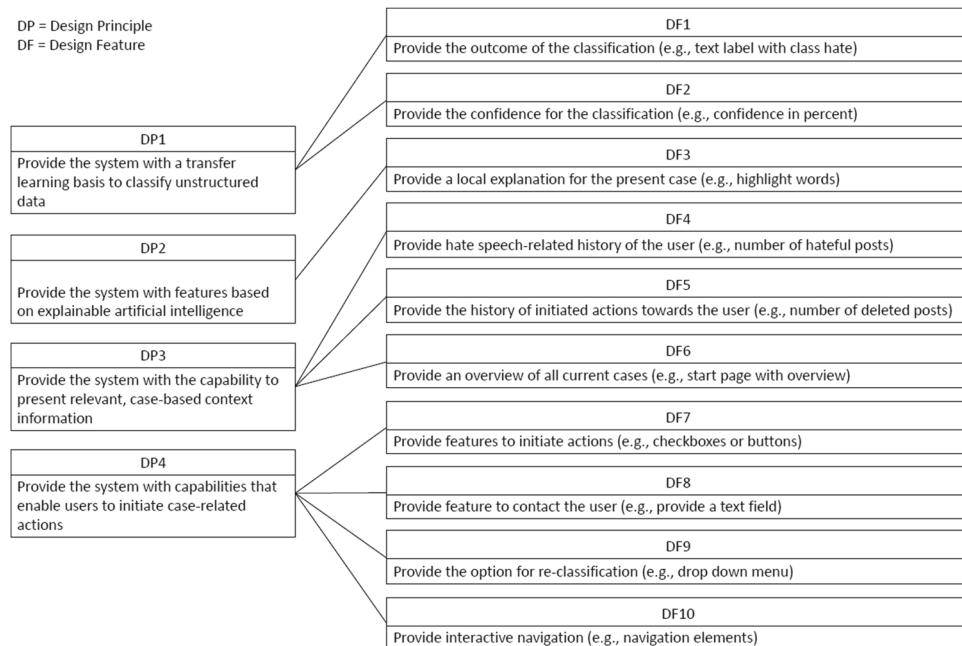 DP = Design Principle
DF = Design Feature
DP1
Provide the system with a transfer
learning basis to classify unstructured
data
DP2
Provide the system with features based
on explainable artificial intelligence
DP3
Provide the system with the capability to
present relevant, case-based context
information
DP4
Provide the system with capabilities that
enable users to initiate case-related
actions
DF1
Provide the outcome of the classification (e.g., text label with class hate)
DF2
Provide the confidence for the classification (e.g., confidence in percent)
DF3
Provide a local explanation for the present case (e.g., highlight words)
DF4
Provide hate speech-related history of the user (e.g., number of hateful posts)
DF5
Provide the history of initiated actions towards the user (e.g., number of deleted posts)
DF6
Provide an overview of all current cases (e.g., start page with overview)
DF7
Provide features to initiate actions (e.g., checkboxes or buttons)
DF8
Provide feature to contact the user (e.g., provide a text field)
DF9
Provide the option for re-classification (e.g., drop down menu)
DF10
Provide interactive navigation (e.g., navigation elements)